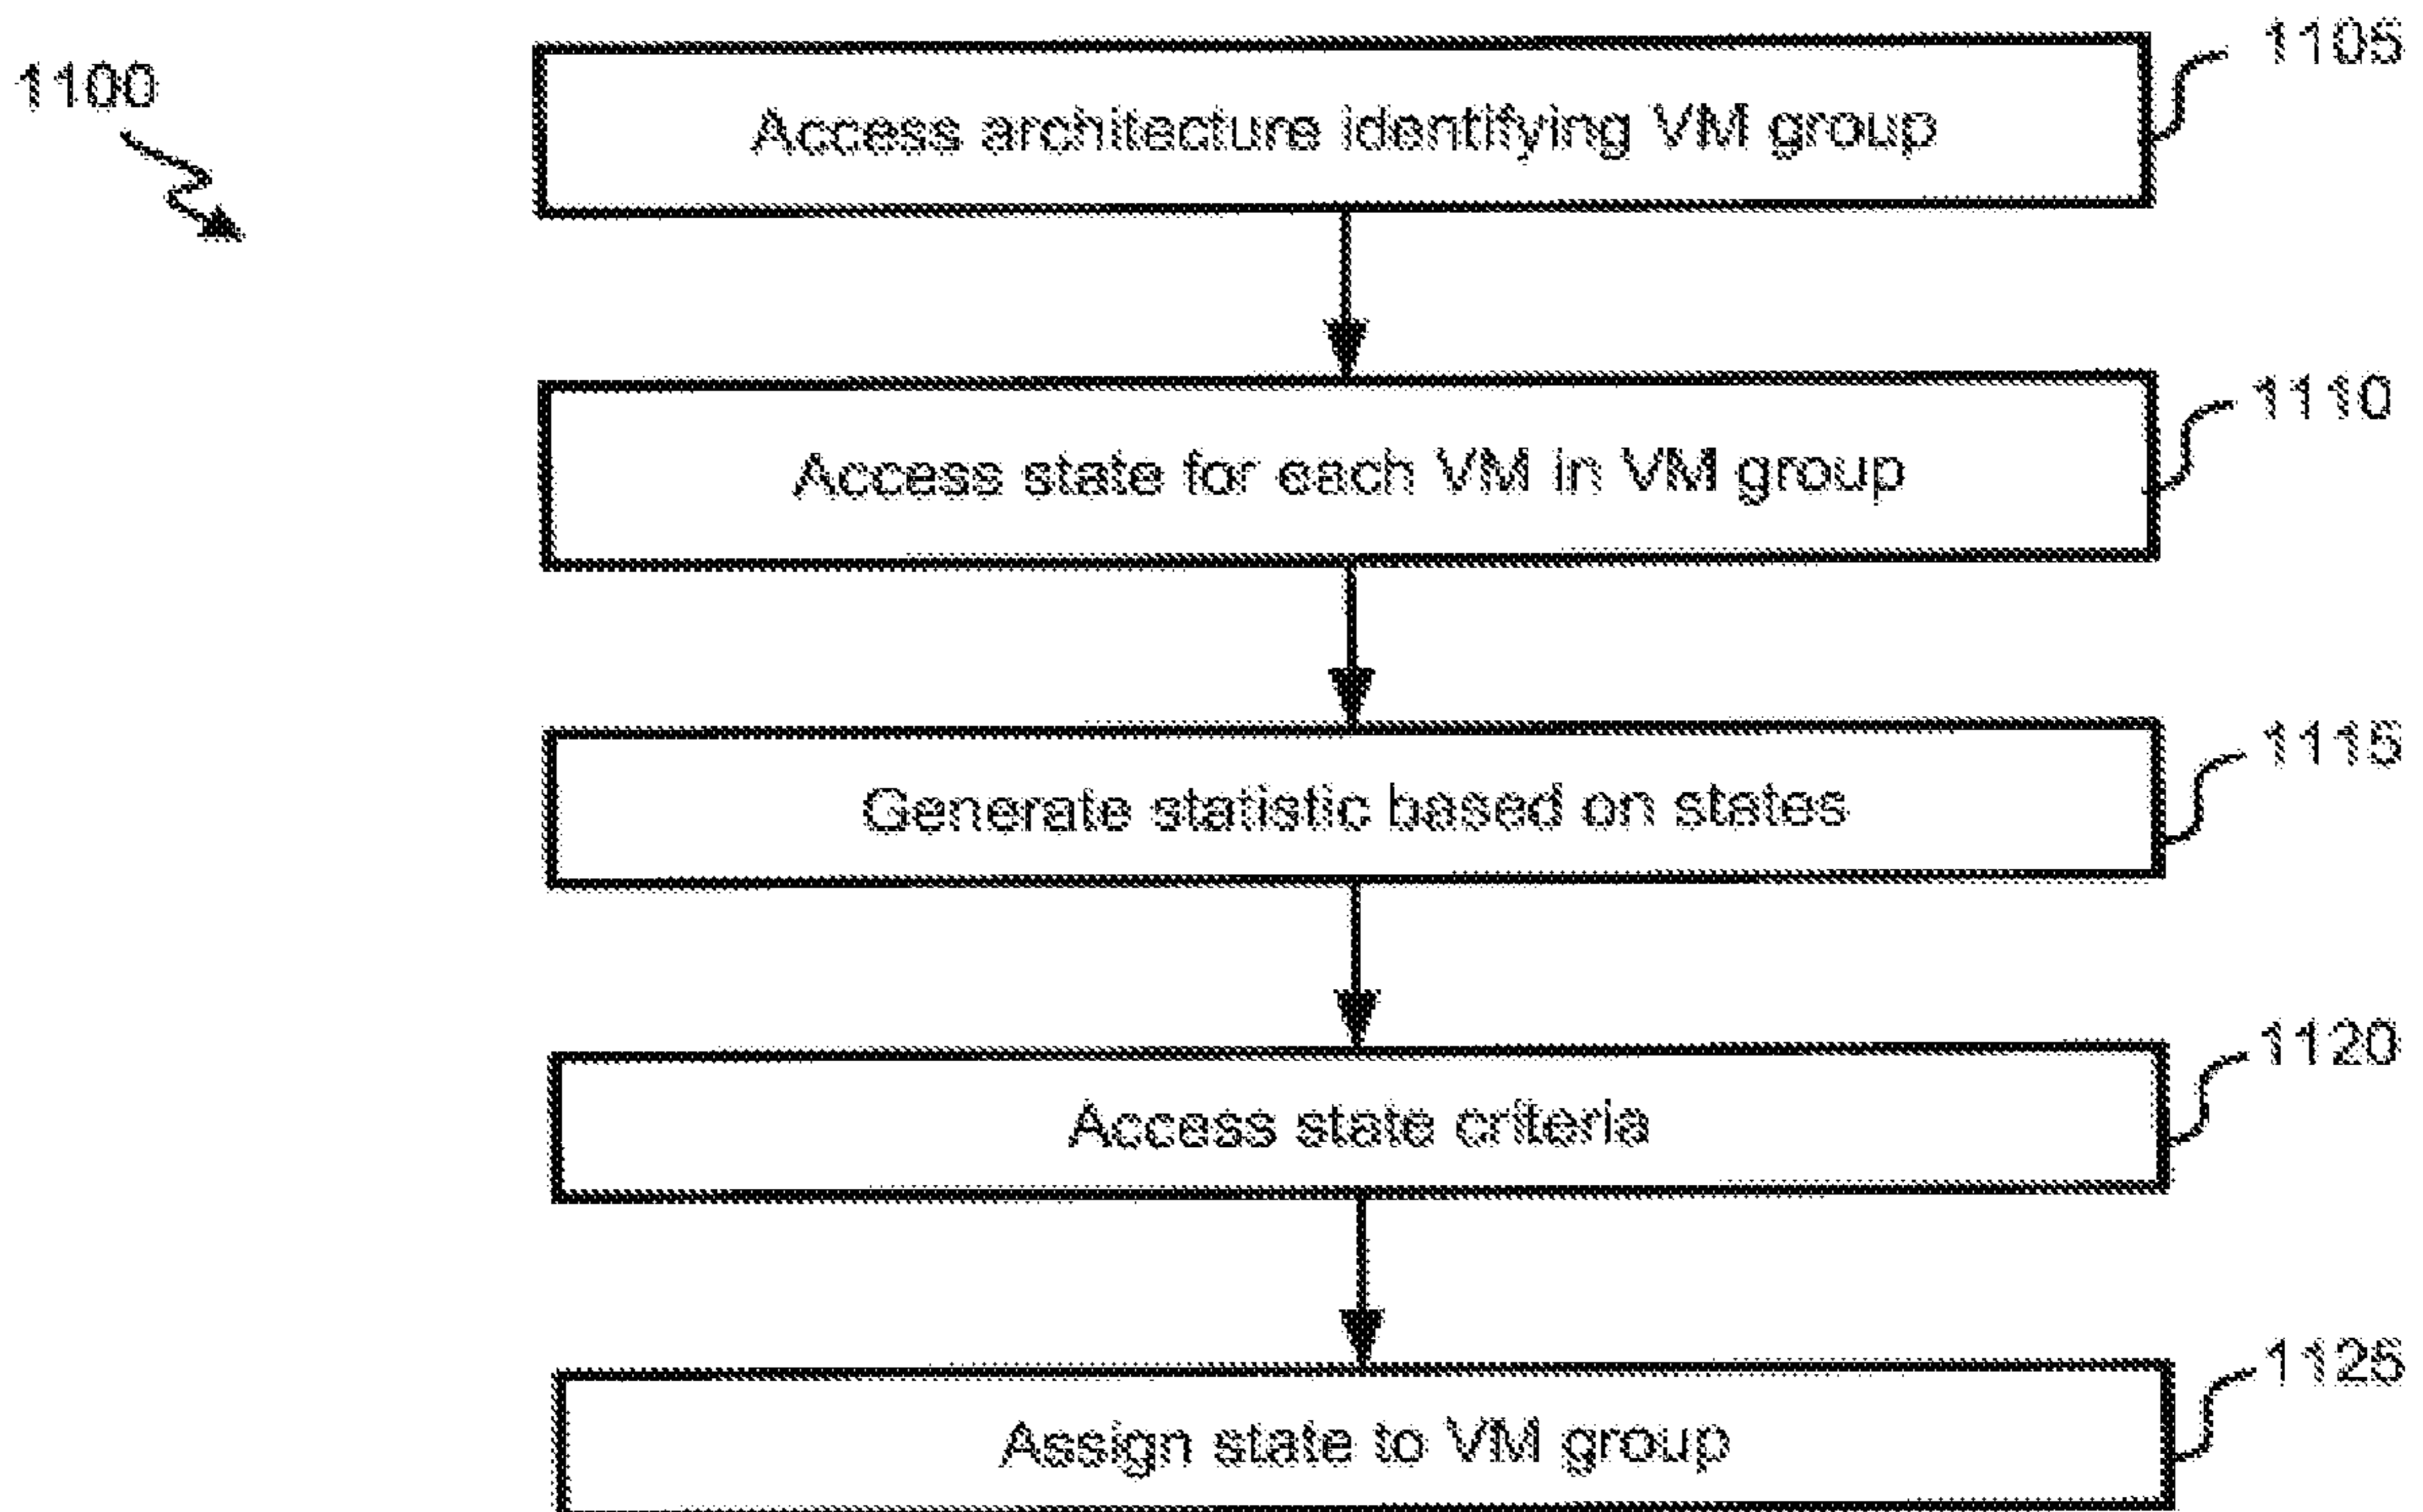 1100
1105
Access architecture identifying VM group
1110
Access state for each VM in VM group
1115
Generate statistic based on states
1120
Access state criteria
1125
Assign state to VM group